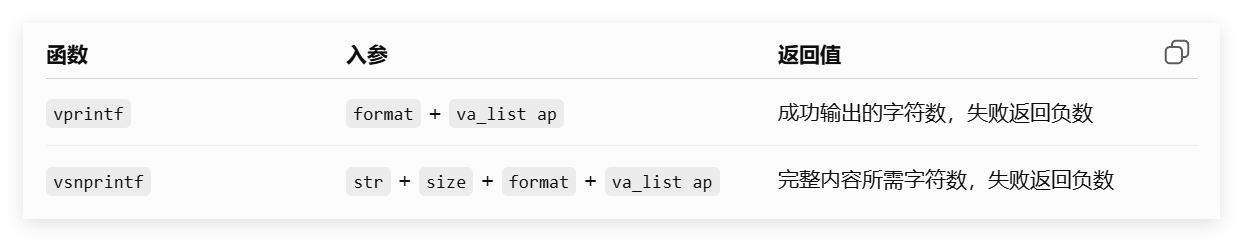 函数 入参 返回值
vprintf format + va_list ap 成功输出的字符数，失败返回负数
vsnprintf str + size + format + va_list ap 完整内容所需字符数，失败返回负数